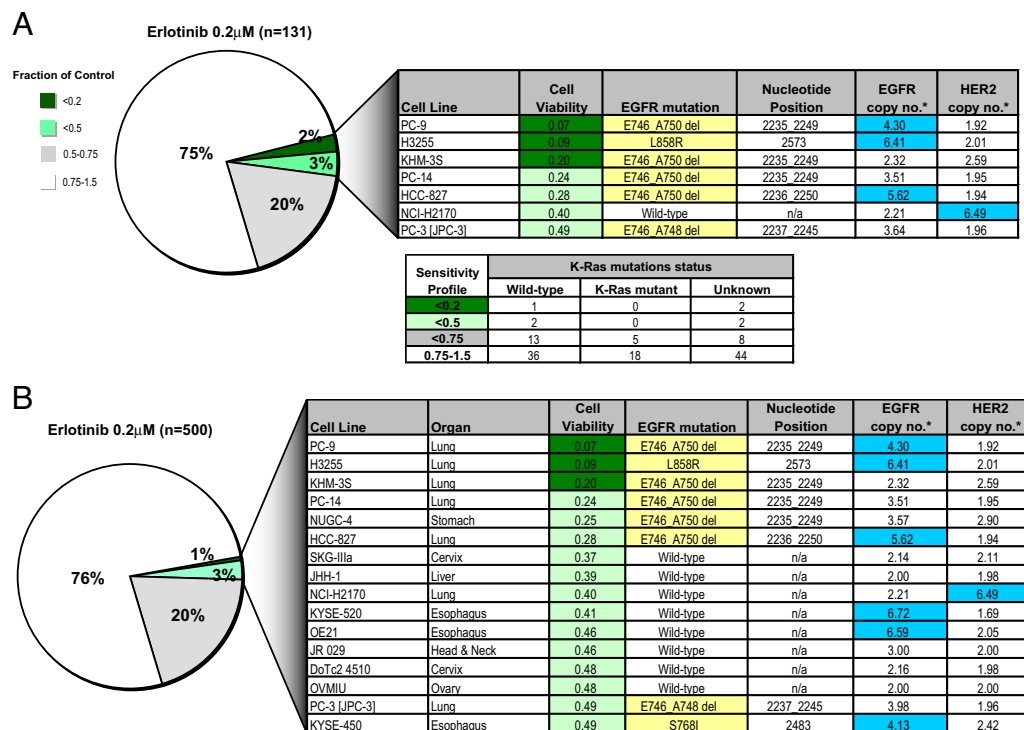 A
Erlotinib 0.2μM (n=131)
Fraction of Control
<0.2
<0.5
0.5-0.75
0.75-1.5
2%
3%
20%
75%
Cell Line Cell Viability EGFR mutation Nucleotide Position EGFR copy no.* HER2 copy no.*
PC-9 0.07 E746_A750 del 2235_2249 4.30 1.92
H3255 0.09 L858R 2573 6.41 2.01
KHM-3S 0.20 E746_A750 del 2235_2249 2.32 2.59
PC-14 0.24 E746_A750 del 2235_2249 3.51 1.95
HCC-827 0.28 E746_A750 del 2236_2250 5.62 1.94
NCI-H2170 0.40 Wild-type n/a 2.21 6.49
PC-3 [JPC-3] 0.49 E746_A748 del 2237_2245 3.64 1.96
Sensitivity Profile K-Ras mutations status
Wild-type K-Ras mutant Unknown
<0.2 1 0 2
<0.5 2 0 2
<0.75 13 5 8
0.75-1.5 36 18 44
B
Erlotinib 0.2μM (n=500)
1%
3%
20%
76%
Cell Line Organ Cell Viability EGFR mutation Nucleotide Position EGFR copy no.* HER2 copy no.*
PC-9 Lung 0.07 E746_A750 del 2235_2249 4.30 1.92
H3255 Lung 0.09 L858R 2573 6.41 2.01
KHM-3S Lung 0.20 E746_A750 del 2235_2249 2.32 2.59
PC-14 Lung 0.24 E746_A750 del 2235_2249 3.51 1.95
NUGC-4 Stomach 0.25 E746_A750 del 2235_2249 3.57 2.90
HCC-827 Lung 0.28 E746_A750 del 2236_2250 5.62 1.94
SKG-IIIa Cervix 0.37 Wild-type n/a 2.14 2.11
JHH-1 Liver 0.39 Wild-type n/a 2.00 1.98
NCI-H2170 Lung 0.40 Wild-type n/a 2.21 6.49
KYSE-520 Esophagus 0.41 Wild-type n/a 6.72 1.69
OE21 Esophagus 0.46 Wild-type n/a 6.59 2.05
JR 029 Head & Neck 0.46 Wild-type n/a 3.00 2.00
DoTc2 4510 Cervix 0.48 Wild-type n/a 2.16 1.98
OVMIU Ovary 0.48 Wild-type n/a 2.00 2.00
PC-3 [JPC-3] Lung 0.49 E746_A748 del 2237_2245 3.98 1.96
KYSE-450 Esophagus 0.49 S768I 2483 4.13 2.42